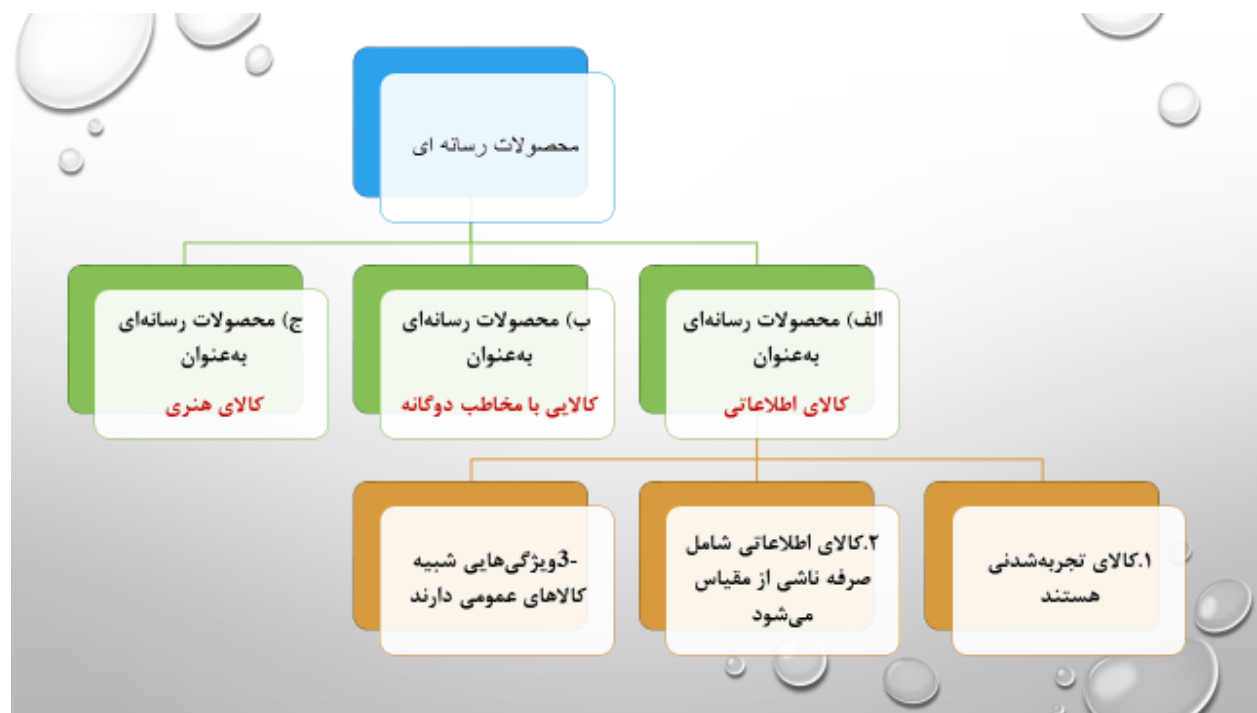 محصولات رسانه ای
الف) محصولات رسانه‌ای
به‌عنوان
کالای اطلاعاتی
ب) محصولات رسانه‌ای
به‌عنوان
کالایی با مخاطب دوگانه
ج) محصولات رسانه‌ای
به‌عنوان
کالای هنری
۱.کالای تجربه‌شدنی
هستند
۲.کالای اطلاعاتی شامل
صرفه ناشی از مقیاس
می‌شود
-3ویژگی‌هایی شبیه
کالاهای عمومی دارند